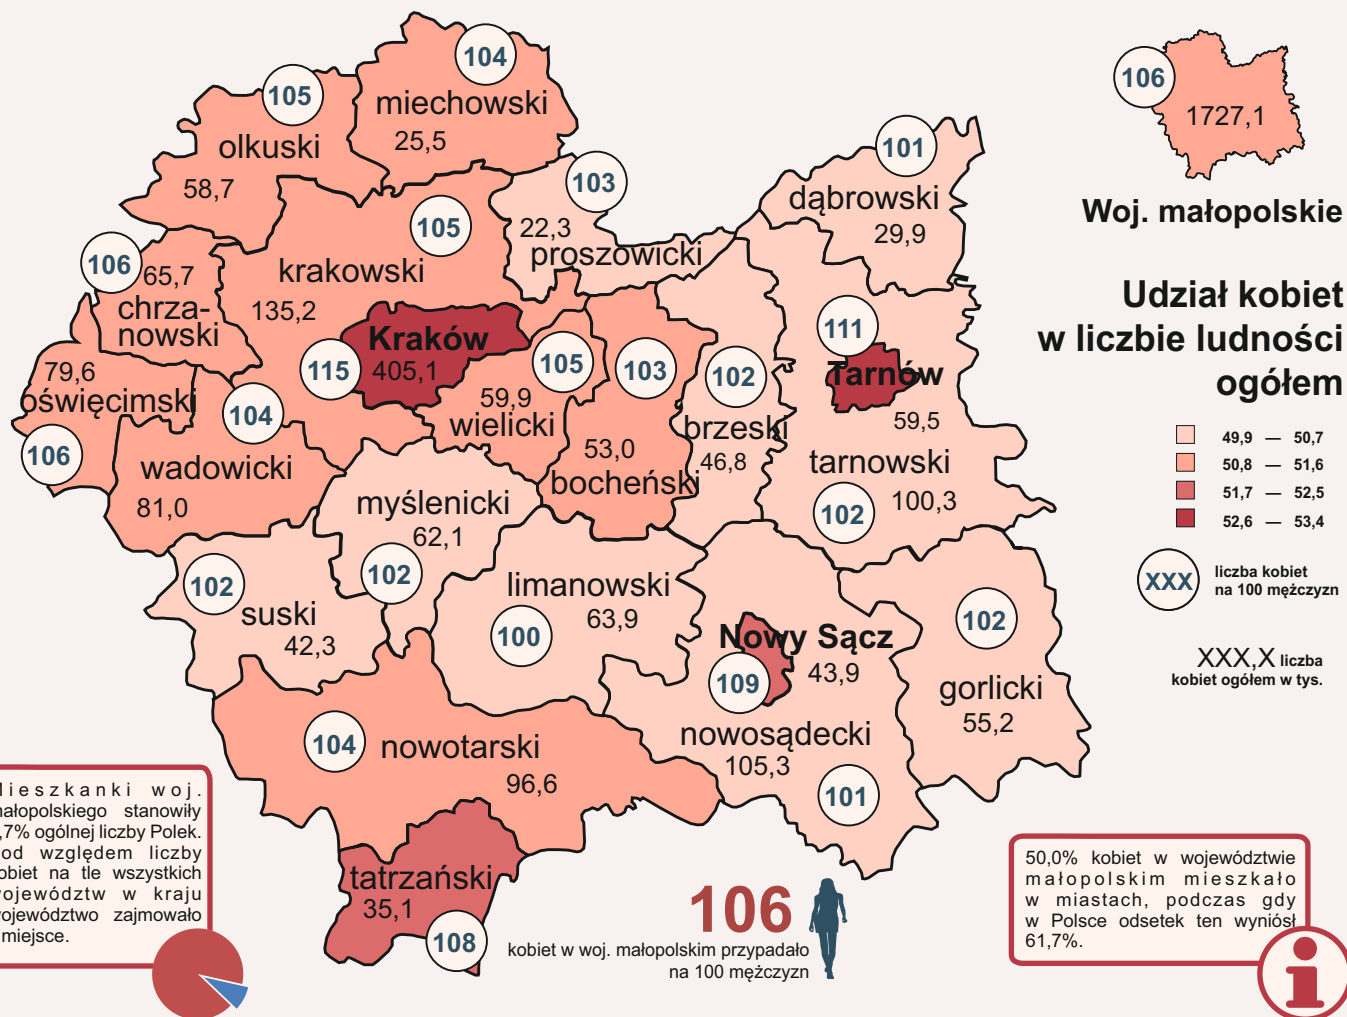 104
miechowski
25,5
105
olkuski
58,7
103
22,3
proszowicki
101
dąbrowski
29,9
106
1727,1
Woj. małopolskie
105
krakowski
135,2
106
65,7
chrza-
nowski
Kraków
405,1
115
79,6
oświęcimski
106
104
wadowicki
81,0
105
59,9
wielicki
103
53,0
bocheński
102
brzeski
46,8
111
Tarnów
59,5
tarnowski
100,3
102
myślenicki
62,1
102
102
suski
42,3
limanowski
63,9
100
Nowy Sącz
43,9
109
nowosądecki
105,3
101
102
gorlicki
55,2
104
nowotarski
96,6
tatrzański
35,1
108
Udział kobiet
w liczbie ludności
ogółem
49,9 — 50,7
50,8 — 51,6
51,7 — 52,5
52,6 — 53,4
XXX
liczba kobiet
na 100 mężczyzn
XXX,X liczba
kobiet ogółem w tys.
woj.
stanowiły
,7% ogólnej liczby Polek.
względem liczby
na tle wszystkich
w kraju
zajmowało
miejsce.
106
kobiet w woj. małopolskim przypadało
na 100 mężczyzn
50,0% kobiet w województwie
małopolskim mieszkało
w miastach, podczas gdy
w Polsce odsetek ten wyniósł
61,7%.
i